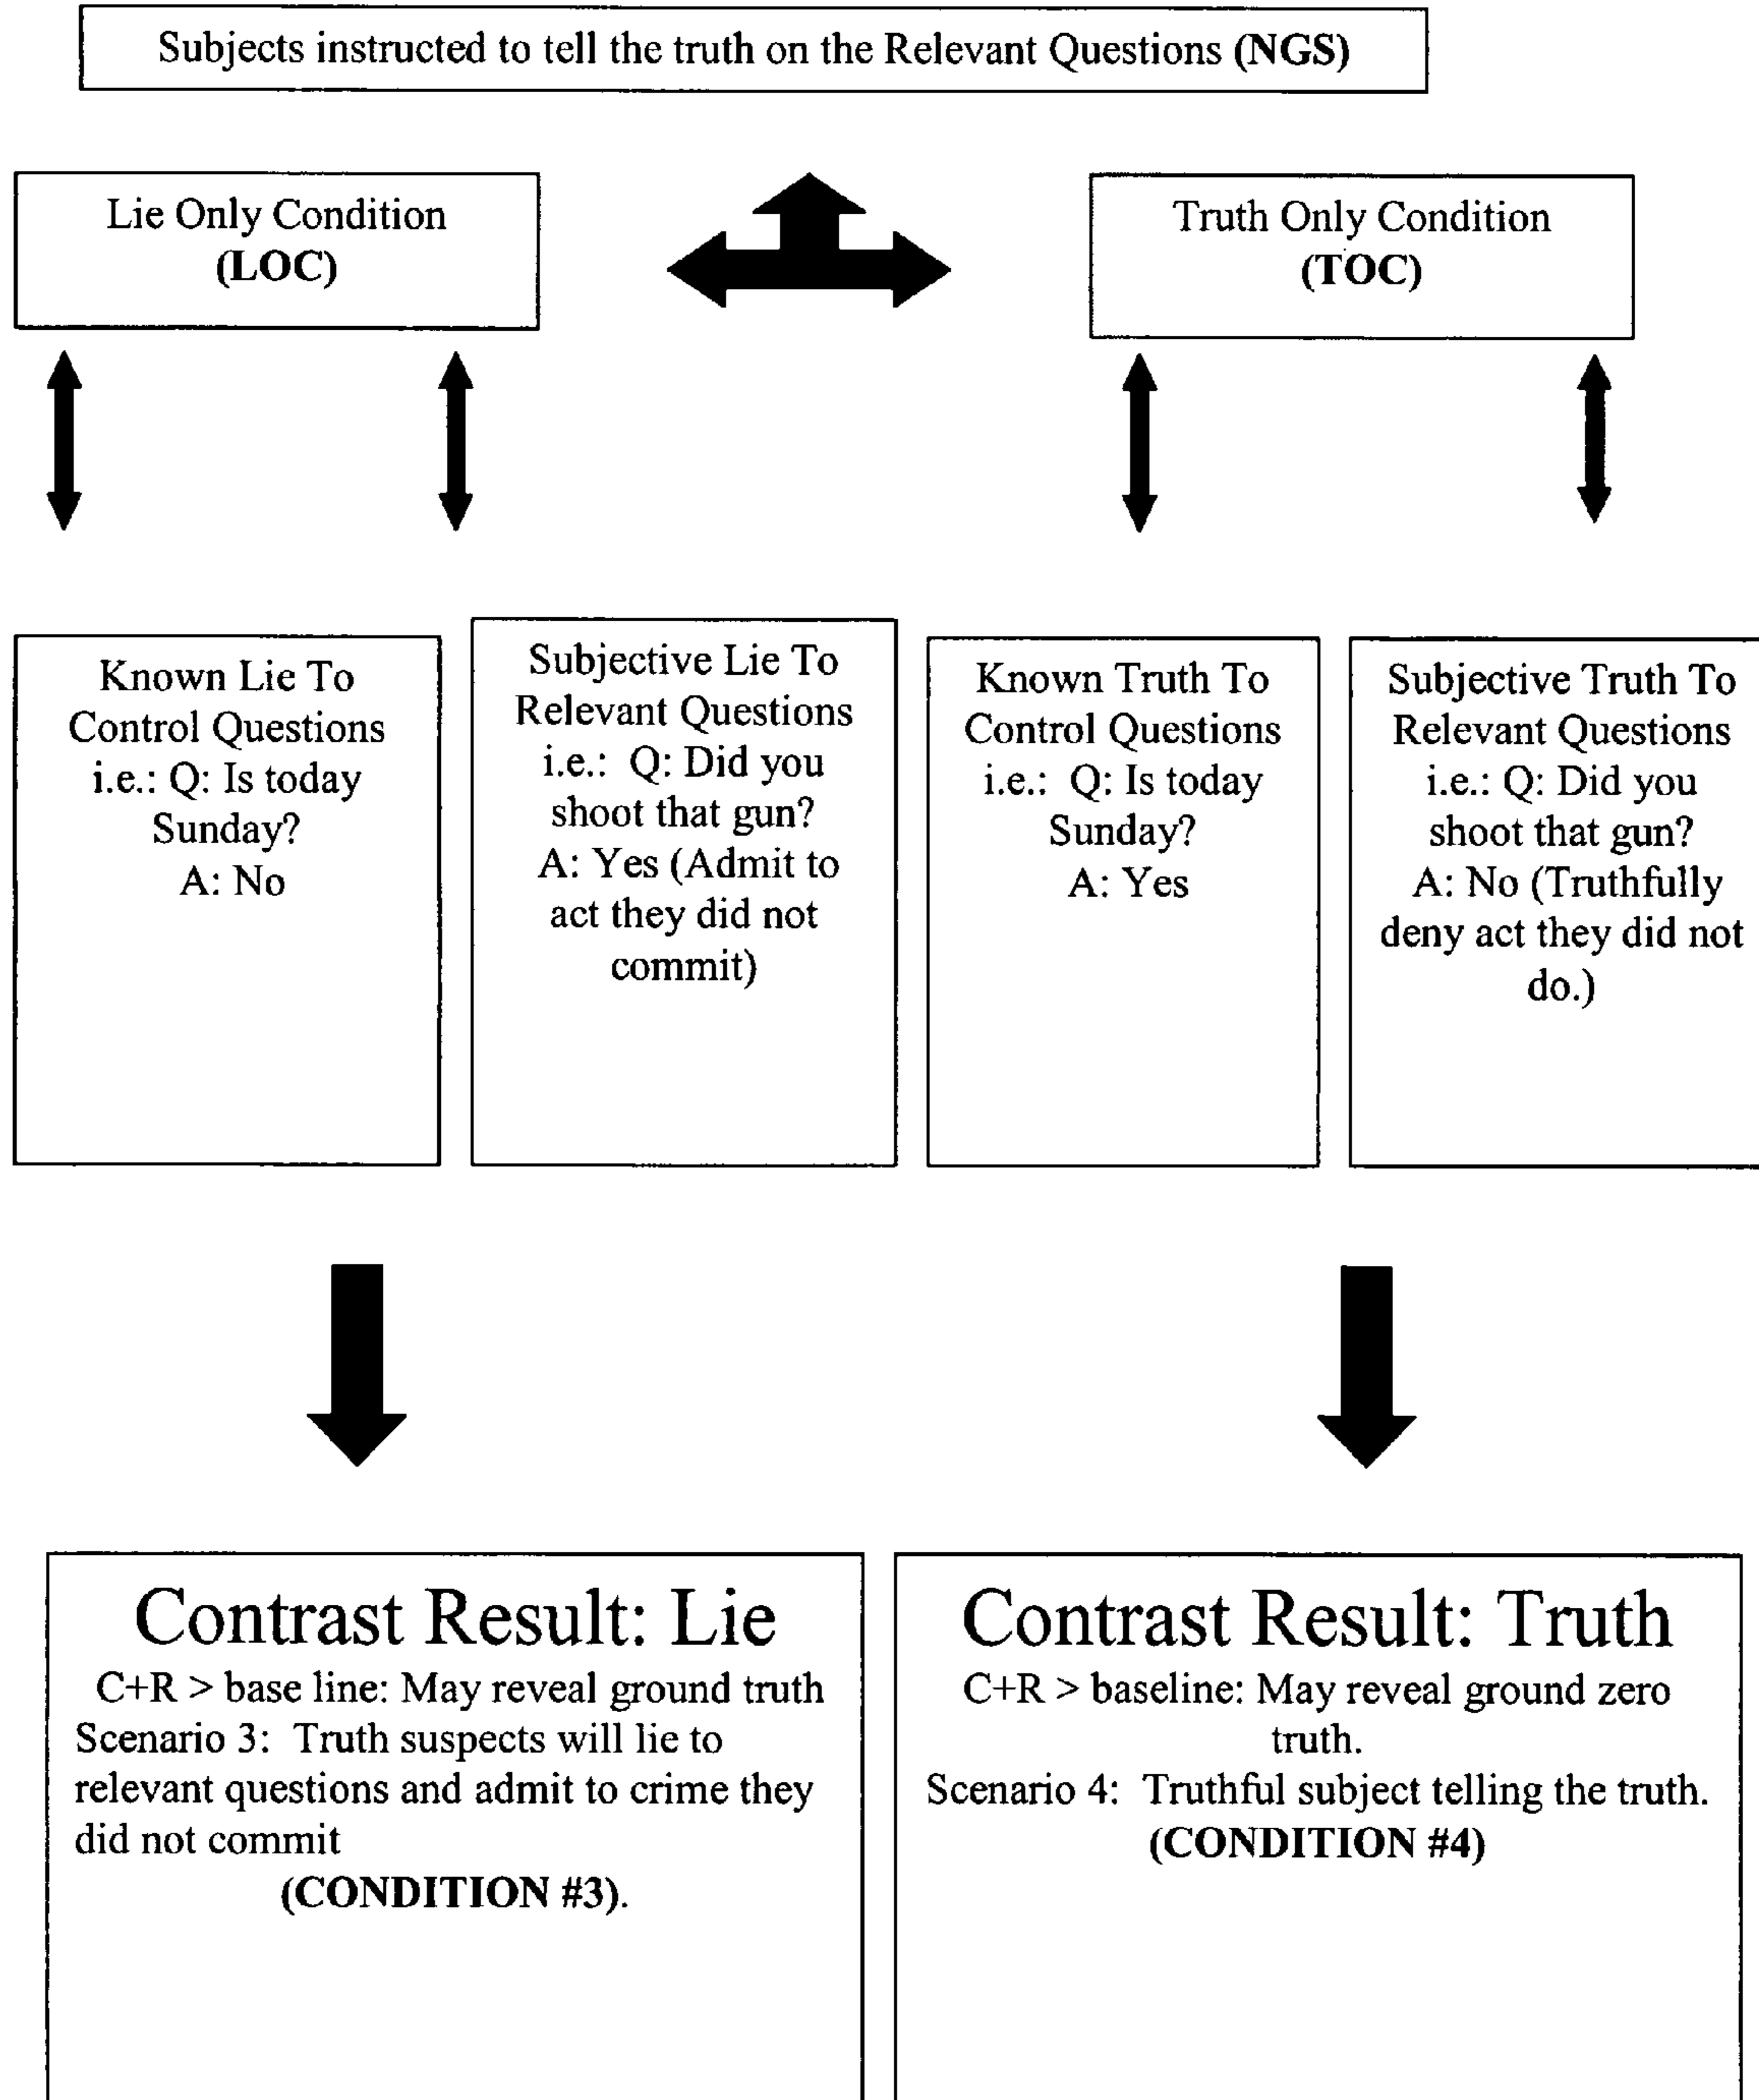 Subjects instructed to tell the truth on the Relevant Questions (NGS)
Lie Only Condition
(LOC)
Truth Only Condition
(TOC)
Known Lie To
Control Questions
i.e.: Q: Is today
Sunday?
A: No
Subjective Lie To
Relevant Questions
i.e.: Q: Did you
shoot that gun?
A: Yes (Admit to
act they did not
commit)
Known Truth To
Control Questions
i.e.: Q: Is today
Sunday?
A: Yes
Subjective Truth To
Relevant Questions
i.e.: Q: Did you
shoot that gun?
A: No (Truthfully
deny act they did not
do.)
Contrast Result: Lie
C+R > base line: May reveal ground truth
Scenario 3: Truth suspects will lie to
relevant questions and admit to crime they
did not commit
(CONDITION #3).
Contrast Result: Truth
C+R > baseline: May reveal ground zero
truth.
Scenario 4: Truthful subject telling the truth.
(CONDITION #4)